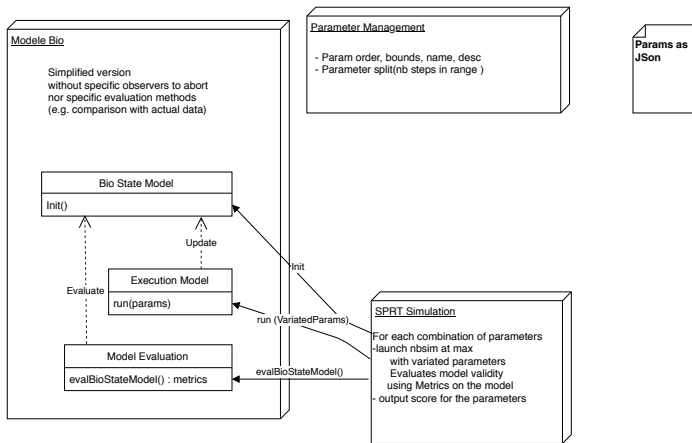 Modele Bio
Simplified version
without specific observers to abort
nor specific evaluation methods
(e.g. comparison with actual data)
Bio State Model
Init()
Update
Evaluate
Execution Model
run(params)
Model Evaluation
evalBioStateModel() : metrics
Parameter Management
- Param order, bounds, name, desc
- Parameter split(nb steps in range )
Params as
JSon
Init
run (VariatedParams)
evalBioStateModel()
SPRT Simulation
For each combination of parameters
-launch nbsim at max
with variated parameters
Evaluates model validity
using Metrics on the model
- output score for the parameters